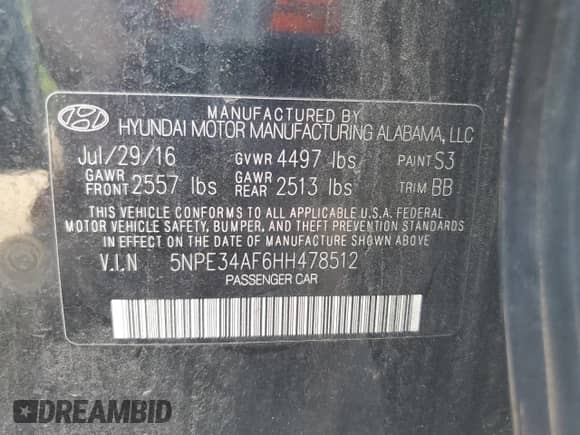 MANUFACTURED BY
HYUNDAI MOTOR MANUFACTURING ALABAMA, LLC
Jul/29/16 GVWR 4497 lbs PAINT S3
GAWR FRONT 2557 lbs GAWR REAR 2513 lbs TRIM BB
THIS VEHICLE CONFORMS TO ALL APPLICABLE U.S.A. FEDERAL
MOTOR VEHICLE SAFETY, BUMPER, AND THEFT PREVENTION STANDARDS
IN EFFECT ON THE DATE OF MANUFACTURE SHOWN ABOVE
V.I.N 5NPE34AF6HH478512
PASSENGER CAR
DREAMBID